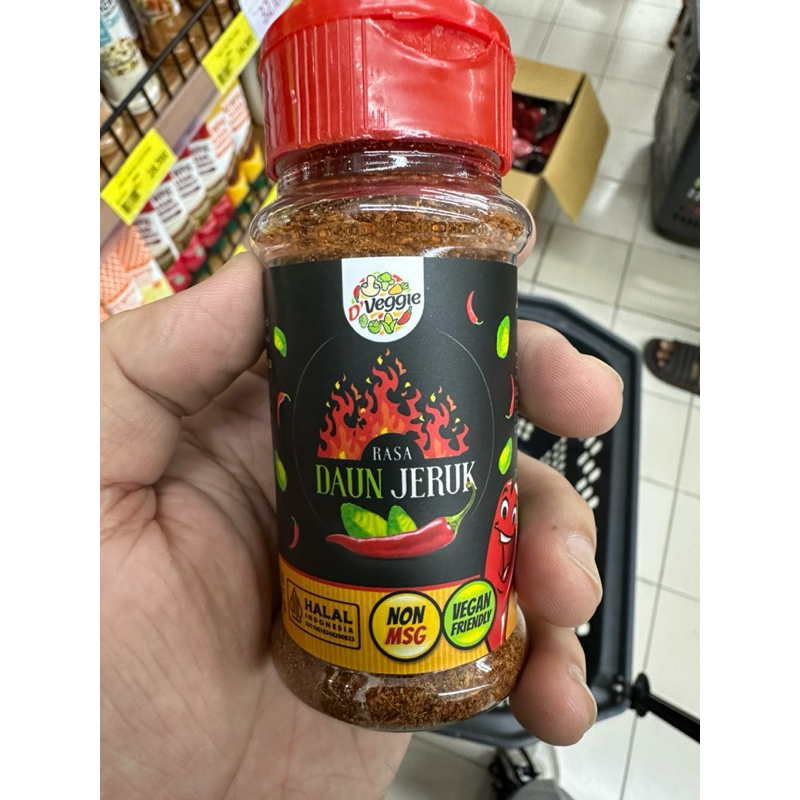 D'Veggie
RASA
DAUN JERUK
HALAL
INDONESIA
NON
MSG
VEGAN
FRIENDLY